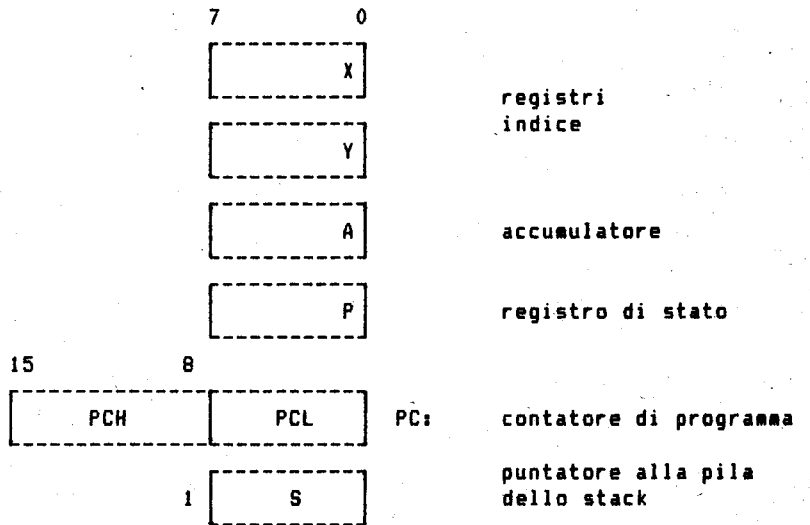 7 0
X
registri
indice
Y
A accumulatore
P registro di stato
15 8
PCH PCL PC: contatore di programma
puntatore alla pila
1 S dello stack